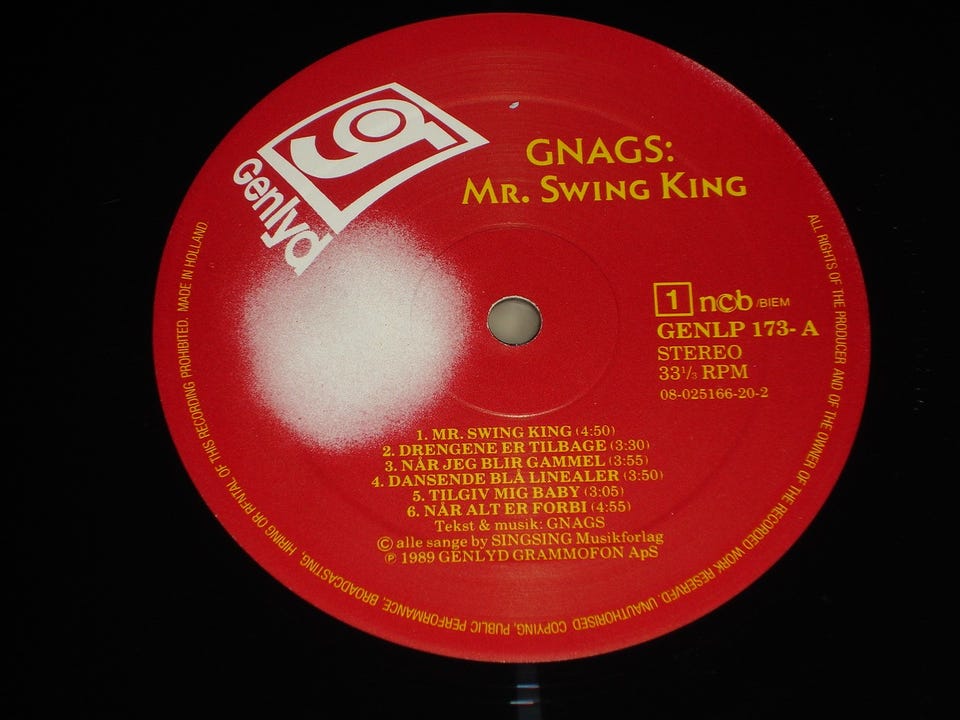 g
Genlyd
GNAGS:
MR. SWING KING
1 ncb /BIEM
GENLP 173- A
STEREO
33 1/3 RPM
08-025166-20-2
1. MR. SWING KING (4:50)
2. DRENGENE ER TILBAGE (3:30)
3. NÅR JEG BLIR GAMMEL (3:55)
4. DANSENDE BLÅ LINEALER (3:50)
5. TILGIV MIG BABY (3:05)
6. NÅR ALT ER FORBI (4:55)
Tekst & musik: GNAGS
© alle sange by SINGSING Musikforlag
℗ 1989 GENLYD GRAMMOFON ApS
ALL RIGHTS OF THE PRODUCER AND OF THE OWNER OF THE RECORDED WORK RESERVED. UNAUTHORISED COPYING, PUBLIC PERFORMANCE, BROADCASTING, HIRING OR RENTAL OF THIS RECORDING PROHIBITED. MADE IN HOLLAND